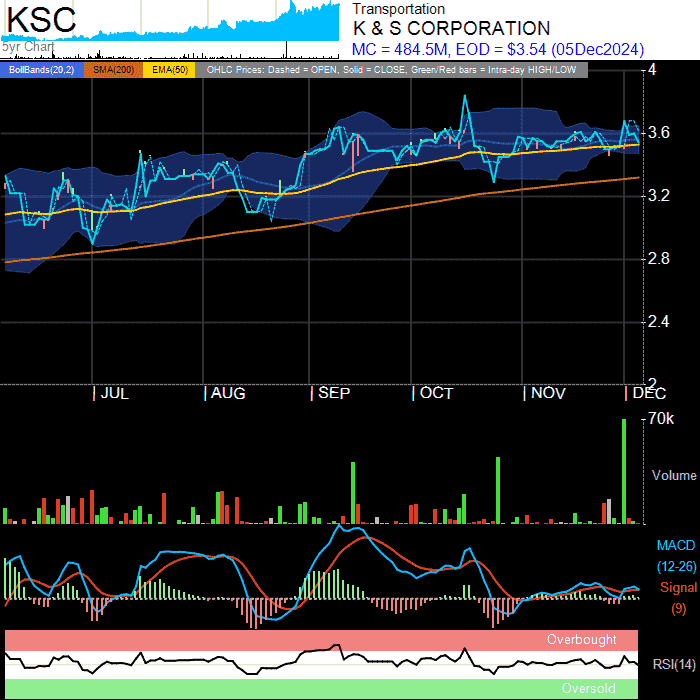 KSC
5yr Chart
Transportation
K & S CORPORATION
MC = 484.5M, EOD = $3.54 (05Dec2024)
BollBands(20,2) SMA(200) EMA(50) OHLC Prices: Dashed = OPEN, Solid = CLOSE, Green/Red bars = Intra-day HIGH/LOW
4
3.6
3.2
2.8
2.4
2
JUL AUG SEP OCT NOV DEC
70k
Volume
MACD
(12-26)
Signal
(9)
Overbought
RSI(14)
Oversold